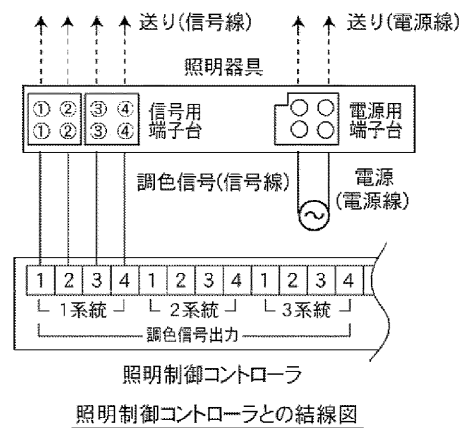 送り(信号線) 送り(電源線)
照明器具
① ② ③ ④ 信号用 電源用
① ② ③ ④ 端子台 端子台
調色信号(信号線) 電源
(電源線)
1 2 3 4 1 2 3 4 1 2 3 4
1系統 2系統 3系統
調色信号出力
照明制御コントローラ
照明制御コントローラとの結線図